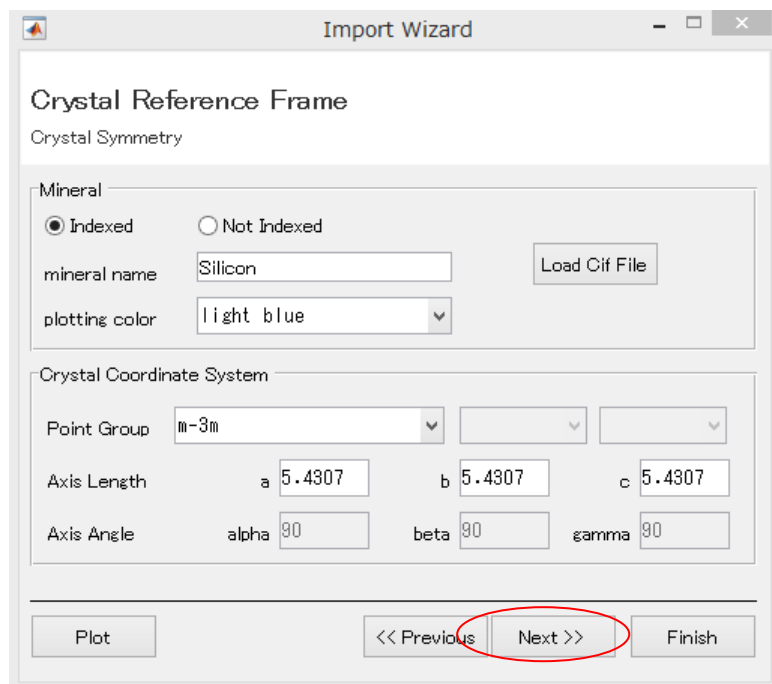 Import Wizard
Crystal Reference Frame
Crystal Symmetry
Mineral
Indexed Not Indexed
mineral name Silicon Load Cif File
plotting color light blue
Crystal Coordinate System
Point Group m-3m
Axis Length a 5.4307 b 5.4307 c 5.4307
Axis Angle alpha 90 beta 90 gamma 90
Plot << Previous Next >> Finish